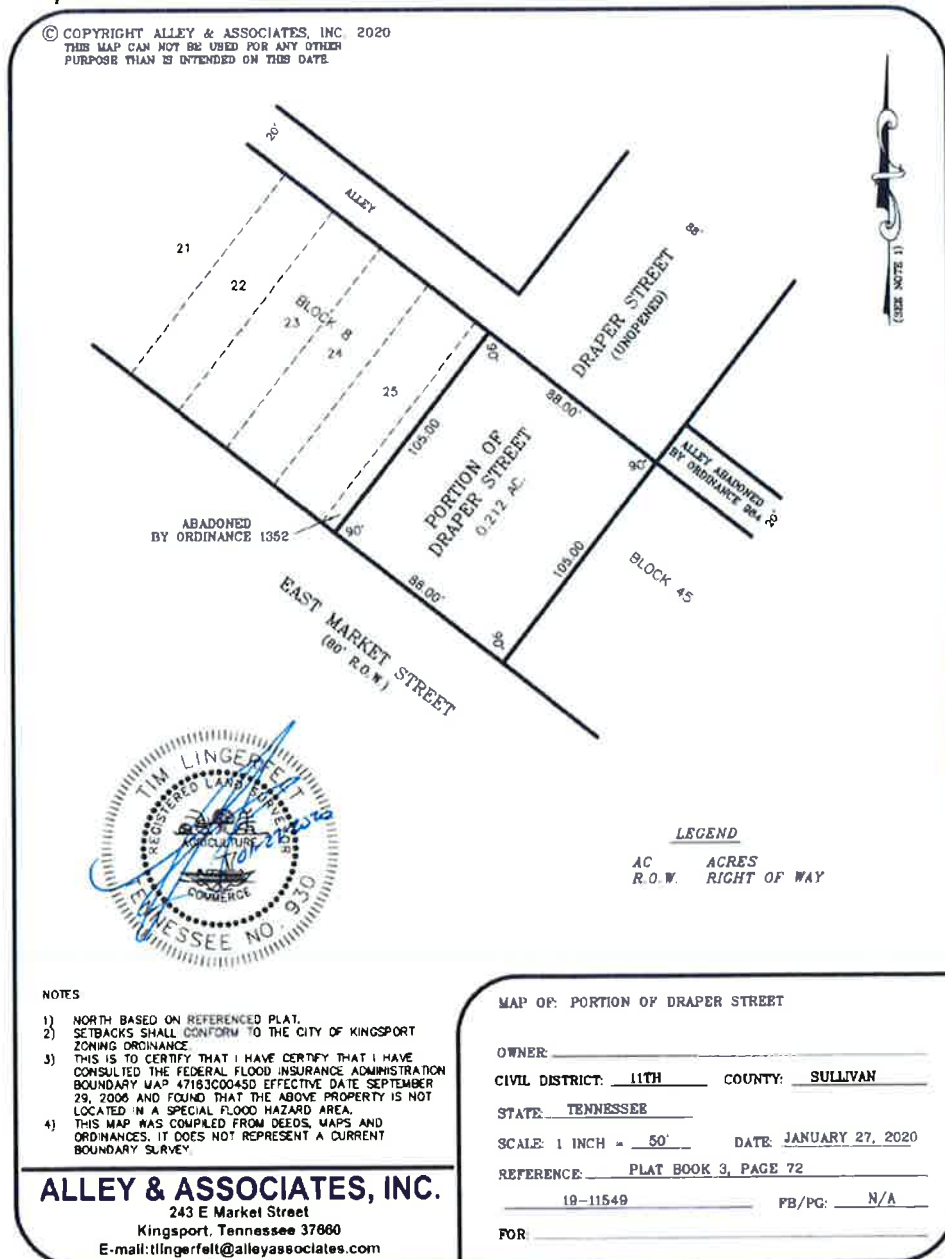 © COPYRIGHT ALLEY & ASSOCIATES, INC. 2020
THIS MAP CAN NOT BE USED FOR ANY OTHER
PURPOSE THAN IS INTENDED ON THIS DATE.
(SEE NOTE 1)
20'
ALLEY
21
22
BLOCK 8
23
24
25
88'
DRAPER STREET
(UNOPENED)
90'
88.00'
105.00
PORTION OF
DRAPER STREET
0.212 AC.
90'
ALLEY ABADONED
BY ORDINANCE 984
20'
ABADONED
BY ORDINANCE 1352
90'
105.00
BLOCK 45
88.00'
90'
EAST MARKET STREET
(80' R.O.W.)
TIM LINGERFELT
REGISTERED LAND SURVEYOR
AGRICULTURE
COMMERCE
TENNESSEE NO. 930
LEGEND
AC ACRES
R.O.W. RIGHT OF WAY
NOTES
1) NORTH BASED ON REFERENCED PLAT.
2) SETBACKS SHALL CONFORM TO THE CITY OF KINGSPORT
ZONING ORDINANCE.
3) THIS IS TO CERTIFY THAT I HAVE CERTIFY THAT I HAVE
CONSULTED THE FEDERAL FLOOD INSURANCE ADMINISTRATION
BOUNDARY MAP 47163C0045D EFFECTIVE DATE SEPTEMBER
29, 2006 AND FOUND THAT THE ABOVE PROPERTY IS NOT
LOCATED IN A SPECIAL FLOOD HAZARD AREA.
4) THIS MAP WAS COMPILED FROM DEEDS, MAPS AND
ORDINANCES. IT DOES NOT REPRESENT A CURRENT
BOUNDARY SURVEY.
ALLEY & ASSOCIATES, INC.
243 E Market Street
Kingsport, Tennessee 37660
E-mail:tlingerfelt@alleyassociates.com
MAP OF: PORTION OF DRAPER STREET
OWNER:
CIVIL DISTRICT: 11TH COUNTY: SULLIVAN
STATE: TENNESSEE
SCALE: 1 INCH = 50' DATE: JANUARY 27, 2020
REFERENCE: PLAT BOOK 3, PAGE 72
19-11549 FB/PG: N/A
FOR: